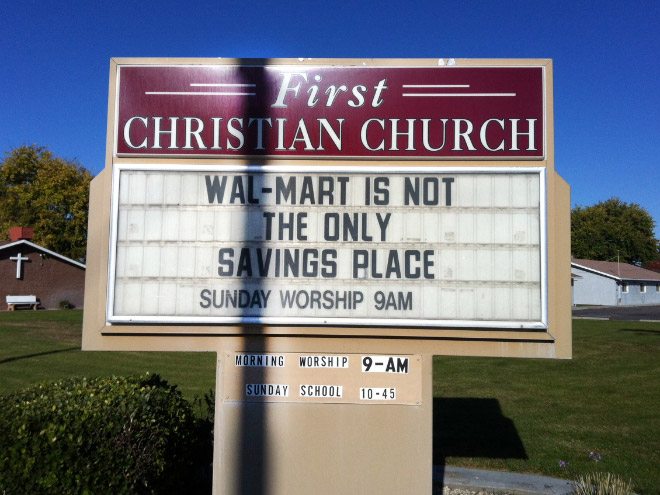 First
CHRISTIAN CHURCH
WAL-MART IS NOT
THE ONLY
SAVINGS PLACE
SUNDAY WORSHIP 9AM
MORNING WORSHIP 9-AM
SUNDAY SCHOOL 10-45